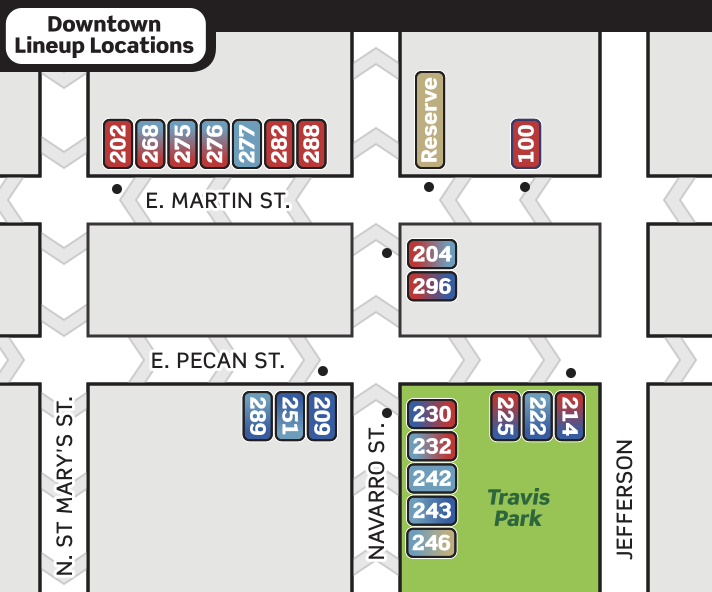 Downtown
Lineup Locations
202
268
275
276
277
282
288
Reserve
100
E. MARTIN ST.
204
296
E. PECAN ST.
289
251
209
230
232
242
243
246
225
222
214
Travis
Park
N. ST MARY'S ST.
NAVARRO ST.
JEFFERSON